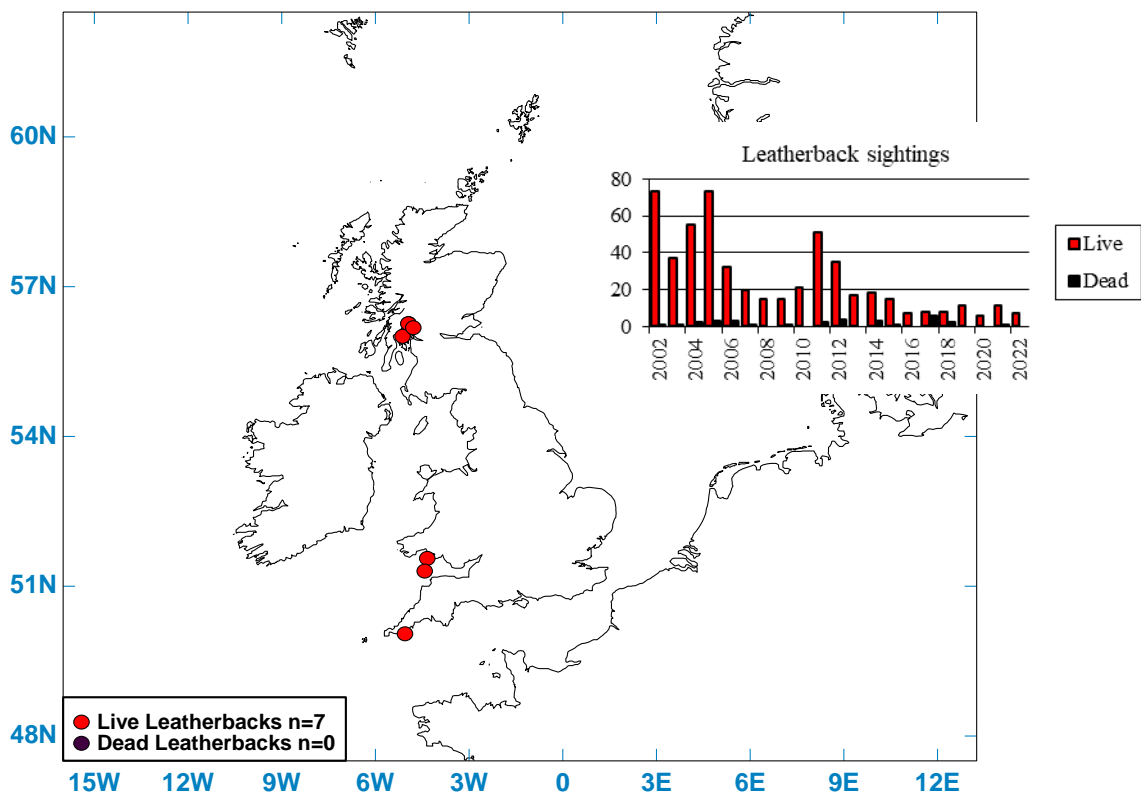 60N
57N
54N
51N
48N
15W 12W 9W 6W 3W 0 3E 6E 9E 12E
Leatherback sightings
80
60
40
20
0
2002 2004 2006 2008 2010 2012 2014 2016 2018 2020 2022
Live
Dead
Live Leatherbacks n=7
Dead Leatherbacks n=0